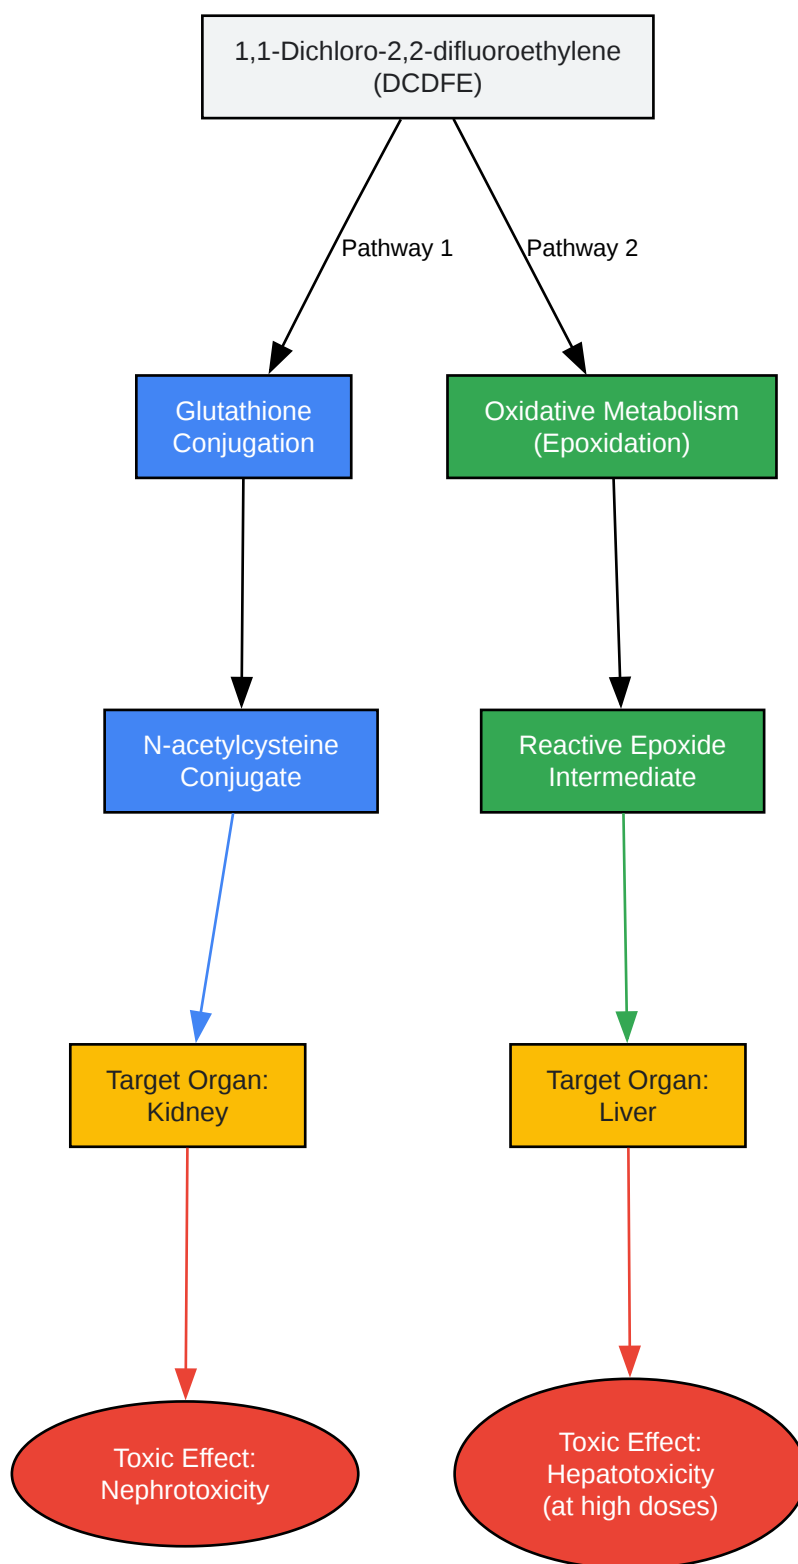 1,1-Dichloro-2,2-difluoroethylene
(DCDFE)
Pathway 1
Pathway 2
Glutathione
Conjugation
Oxidative Metabolism
(Epoxidation)
N-acetylcysteine
Conjugate
Reactive Epoxide
Intermediate
Target Organ:
Kidney
Target Organ:
Liver
Toxic Effect:
Nephrotoxicity
Toxic Effect:
Hepatotoxicity
(at high doses)